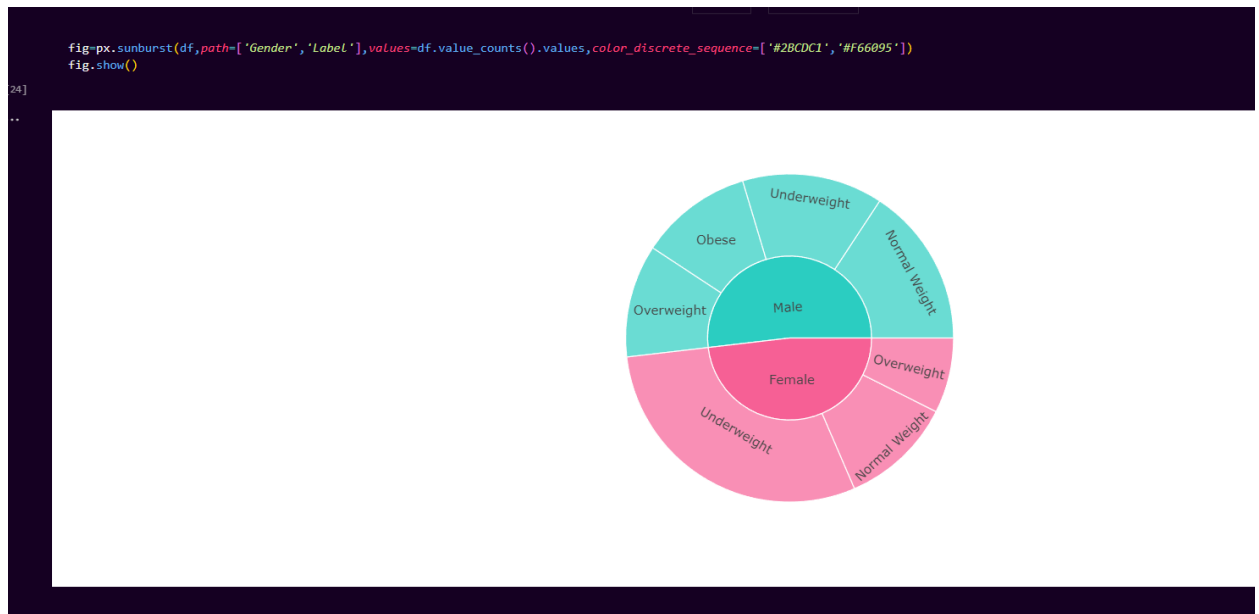 fig=px.sunburst(df,path=['Gender','Label'],values=df.value_counts().values,color_discrete_sequence=['#2BCDC1','#F66095'])
fig.show()
[24]
..
Underweight
Obese
Normal Weight
Overweight
Male
Female
Overweight
Underweight
Normal Weight